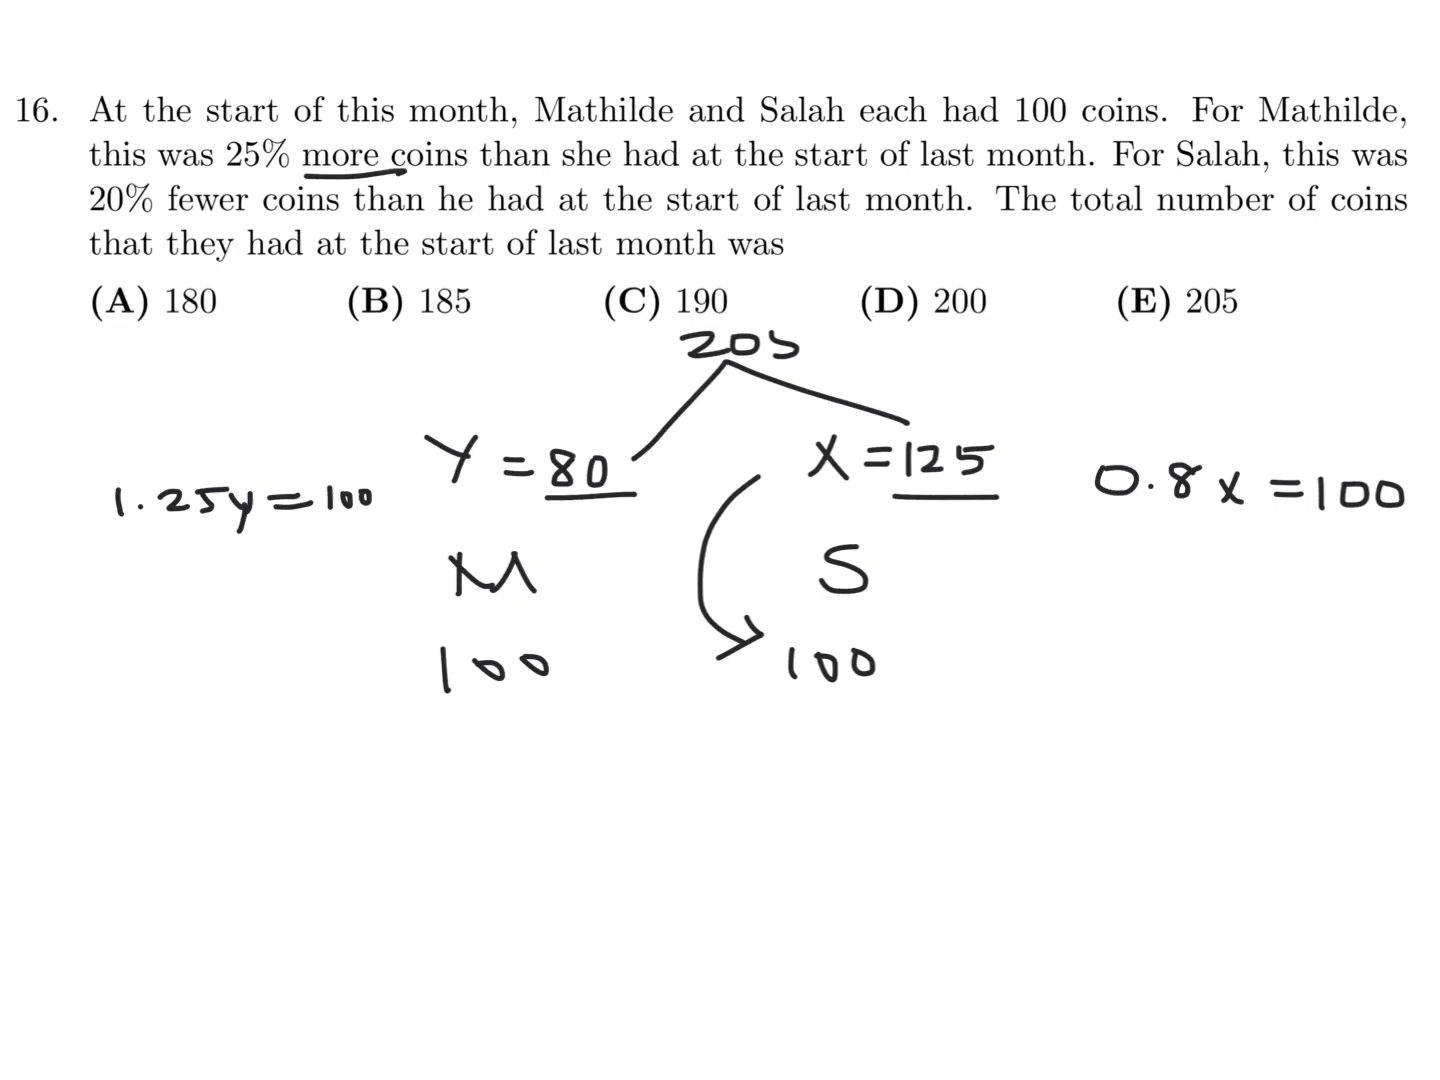 16. At the start of this month, Mathilde and Salah each had 100 coins. For Mathilde,
this was 25% more coins than she had at the start of last month. For Salah, this was
20% fewer coins than he had at the start of last month. The total number of coins
that they had at the start of last month was
(A) 180 (B) 185 (C) 190 (D) 200 (E) 205
205
Y = 80 X = 125
1.25y = 100 0.8x = 100
M S
100 100